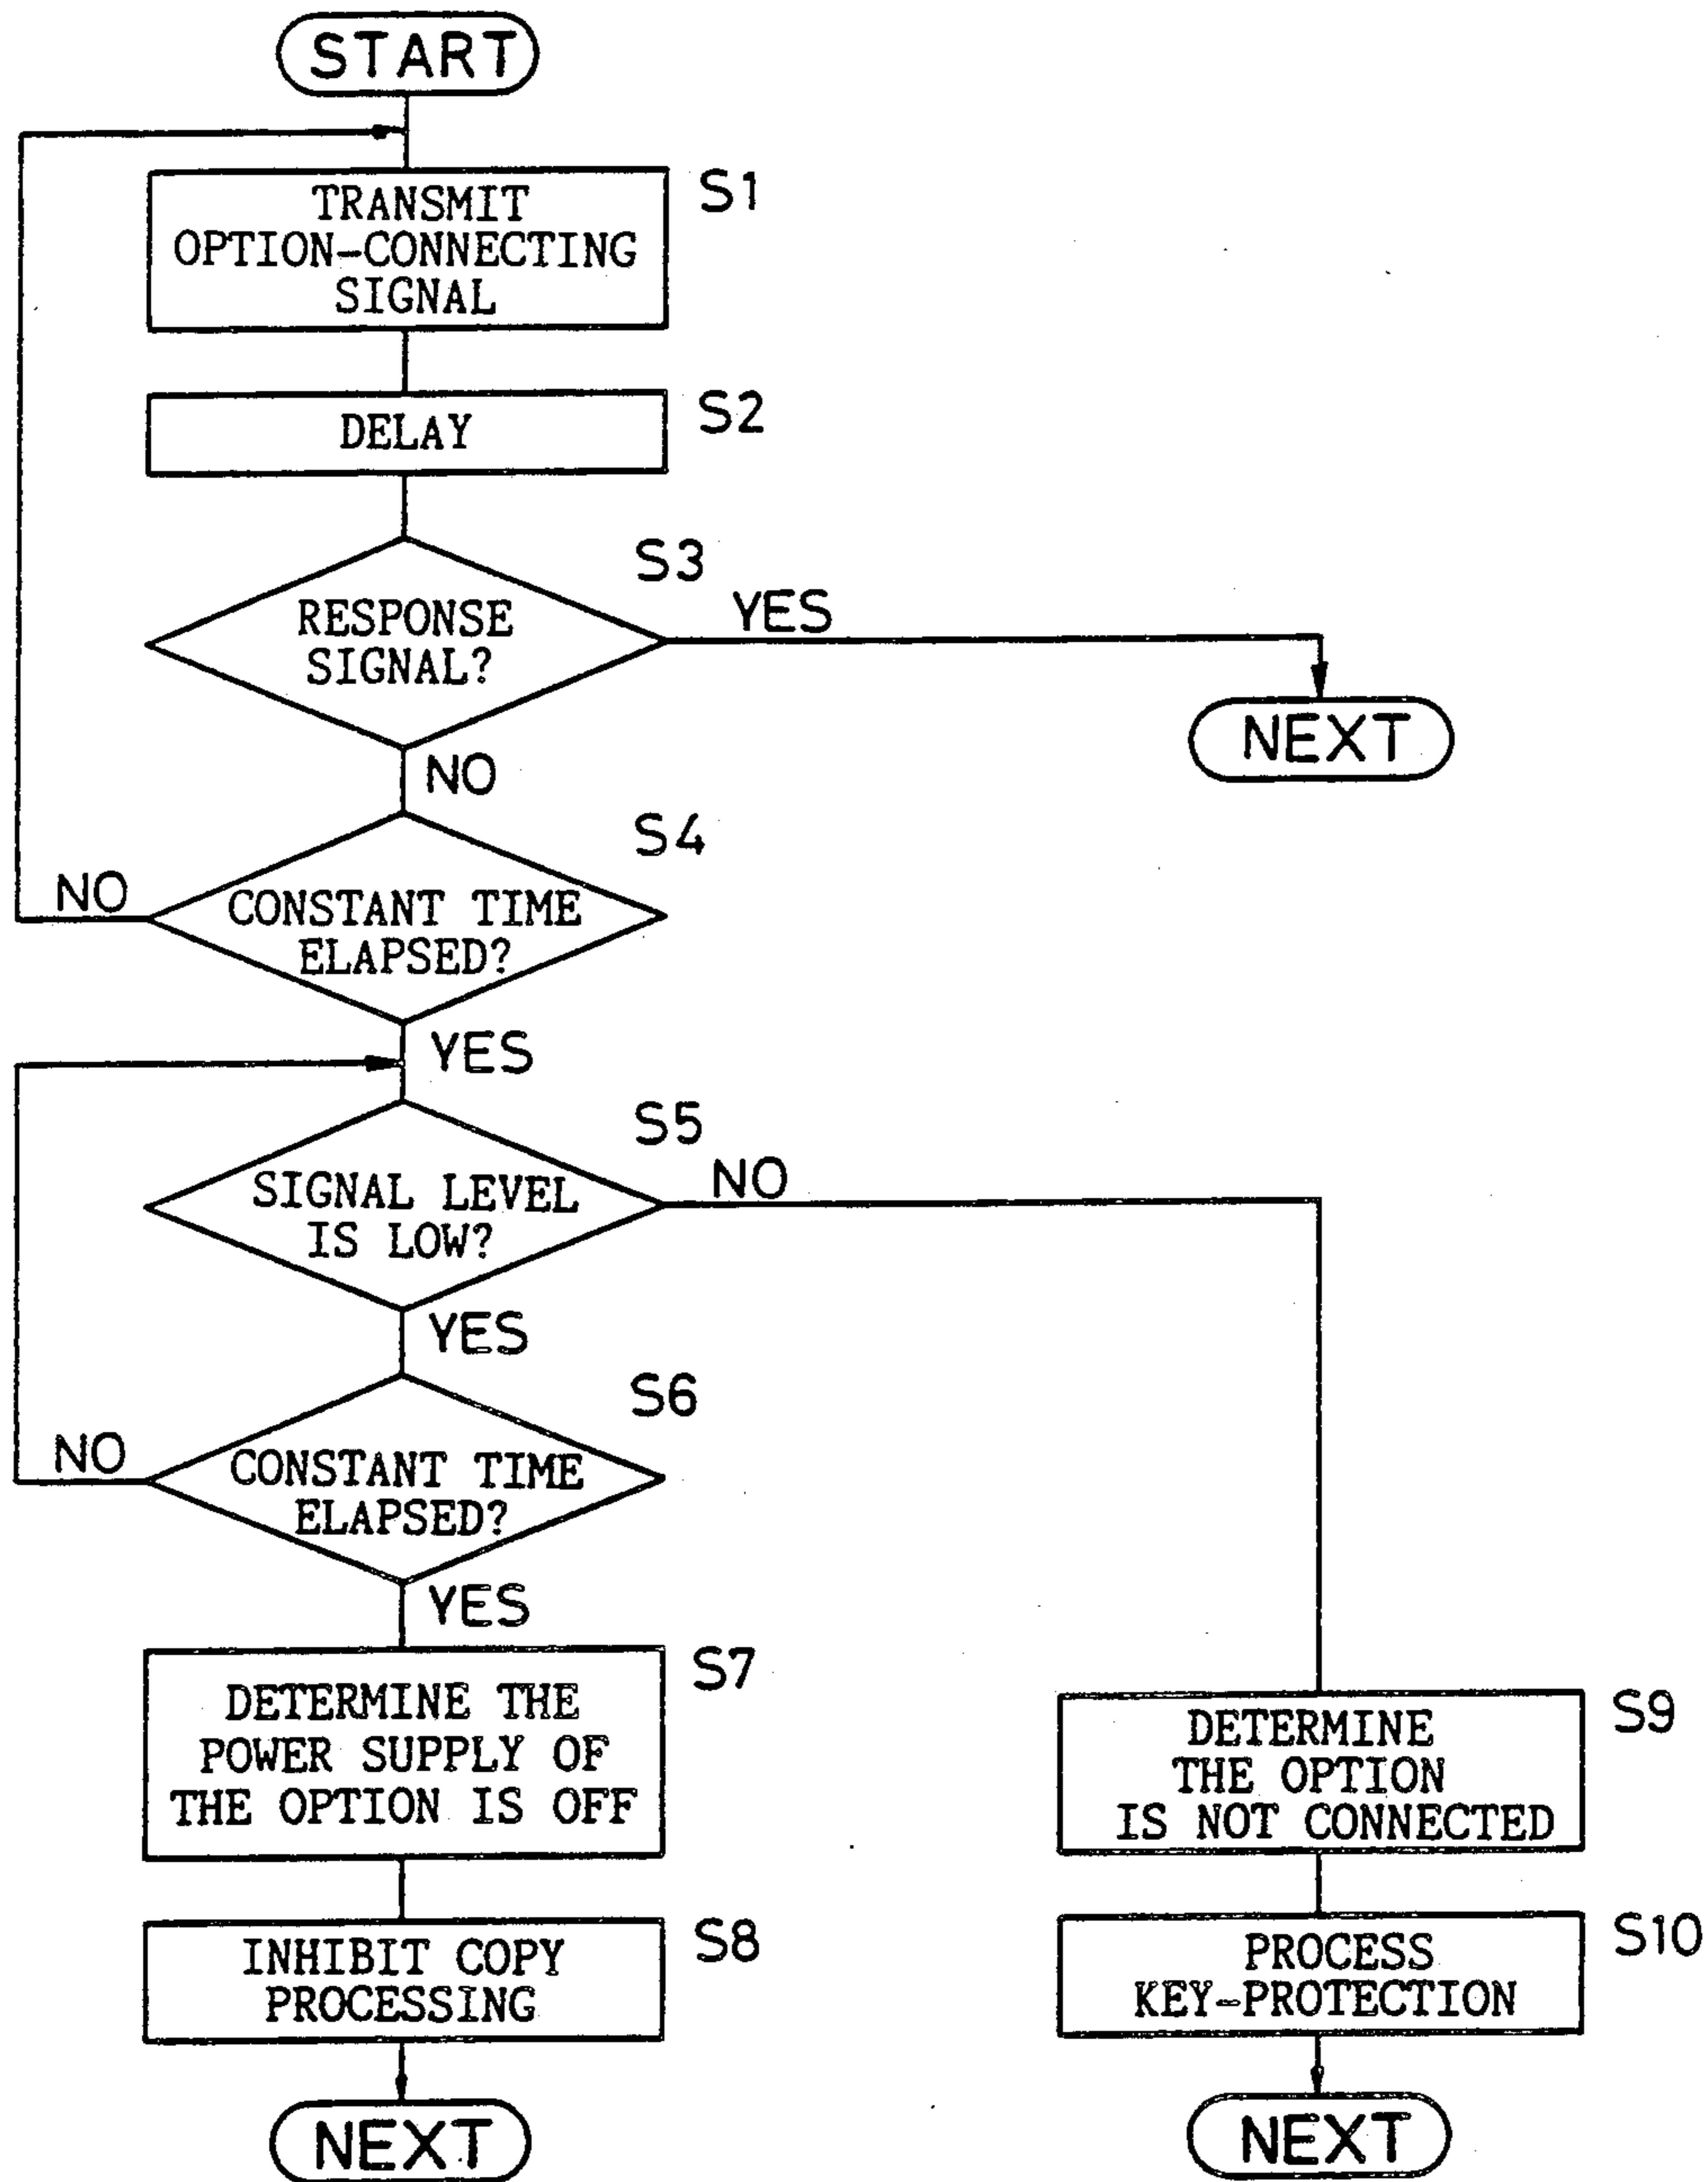 START
TRANSMIT
OPTION-CONNECTING
SIGNAL
S1
DELAY
S2
RESPONSE
SIGNAL?
S3
YES
NEXT
NO
CONSTANT TIME
ELAPSED?
S4
NO
YES
SIGNAL LEVEL
IS LOW?
S5
NO
YES
CONSTANT TIME
ELAPSED?
S6
NO
YES
DETERMINE THE
POWER SUPPLY OF
THE OPTION IS OFF
S7
INHIBIT COPY
PROCESSING
S8
NEXT
DETERMINE
THE OPTION
IS NOT CONNECTED
S9
PROCESS
KEY-PROTECTION
S10
NEXT